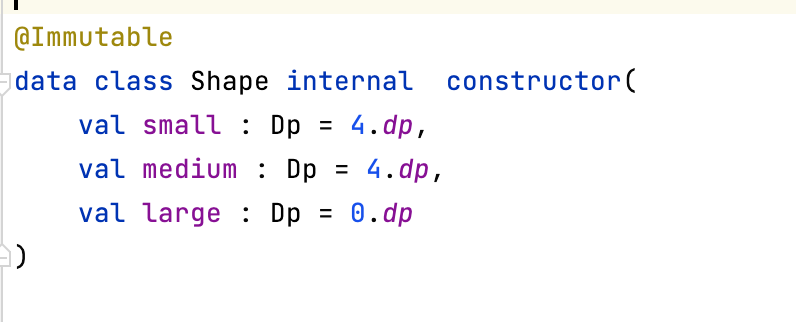 @Immutable
data class Shape internal  constructor(
    val small : Dp = 4.dp,
    val medium : Dp = 4.dp,
    val large : Dp = 0.dp
)